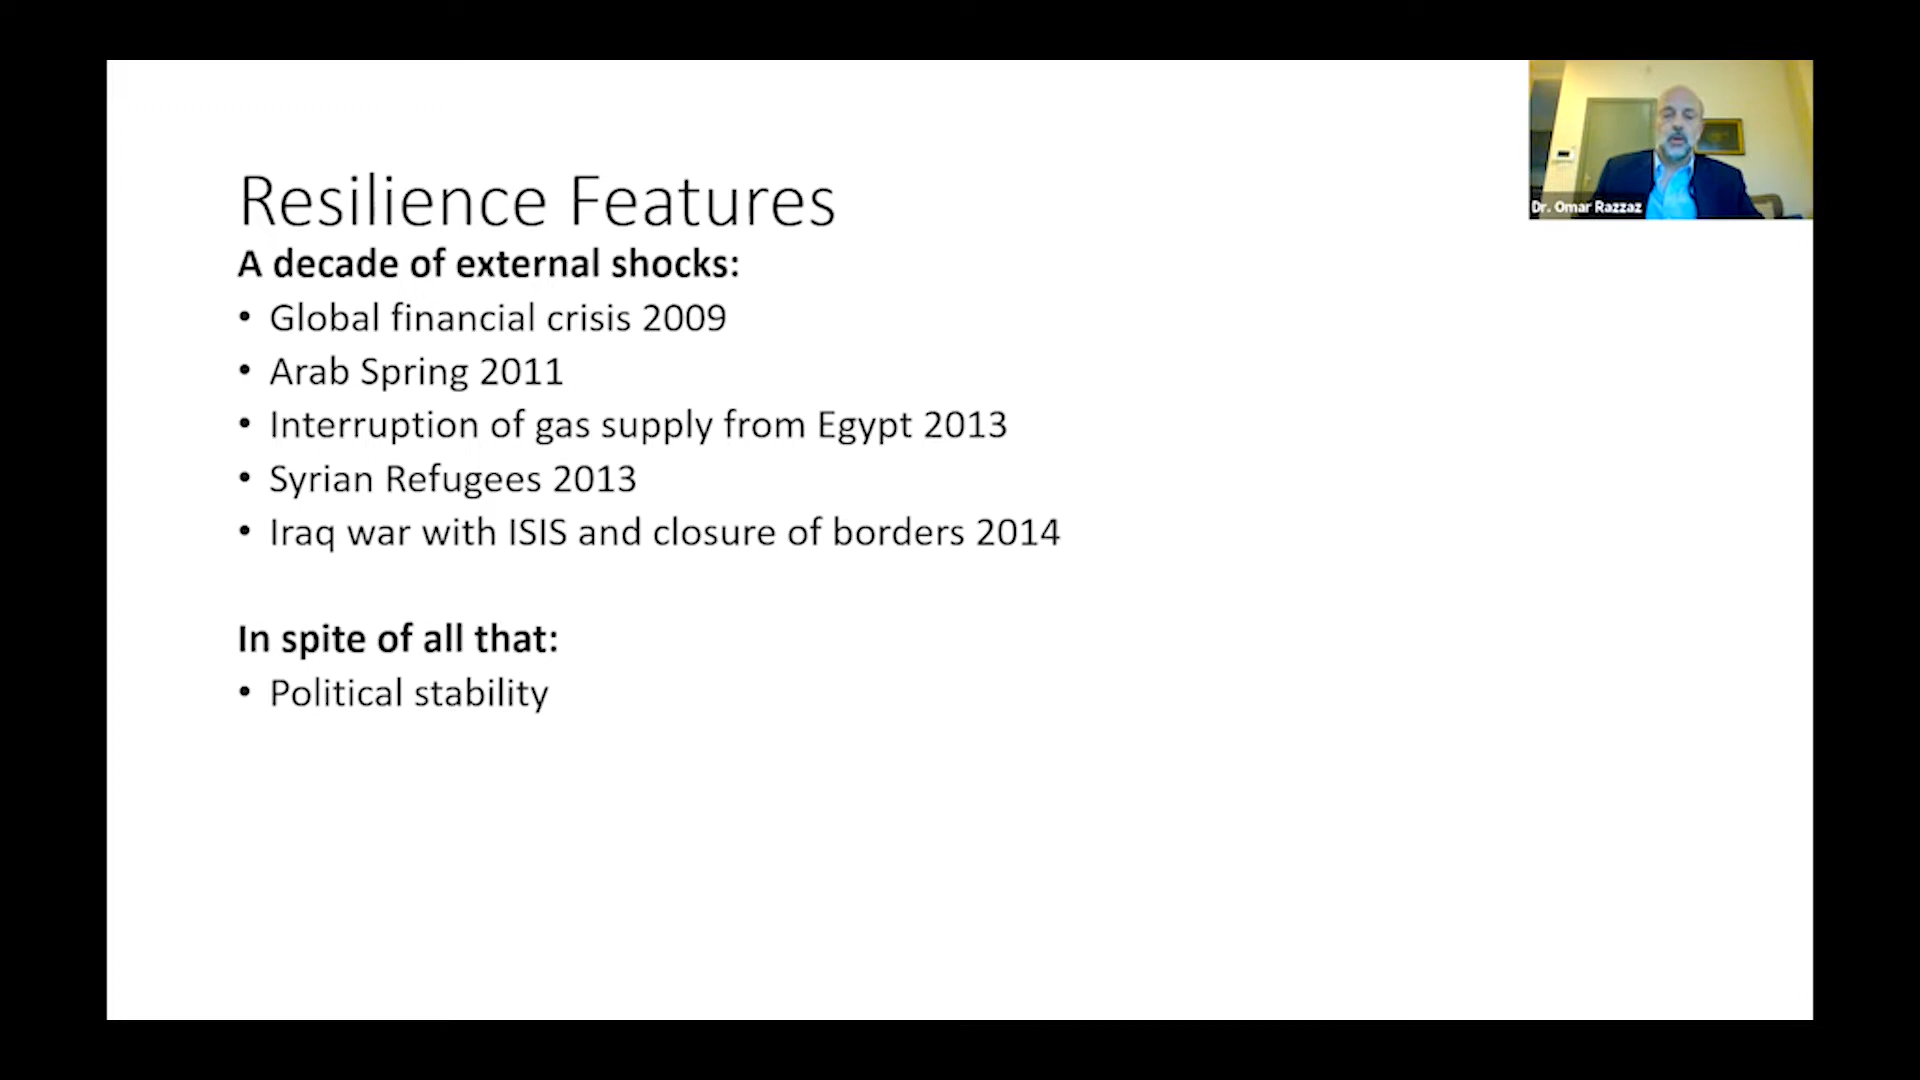 Resilience Features
A decade of external shocks:
• Global financial crisis 2009
• Arab Spring 2011
• Interruption of gas supply from Egypt 2013
• Syrian Refugees 2013
• Iraq war with ISIS and closure of borders 2014
In spite of all that:
• Political stability
Dr. Omar Razzaz